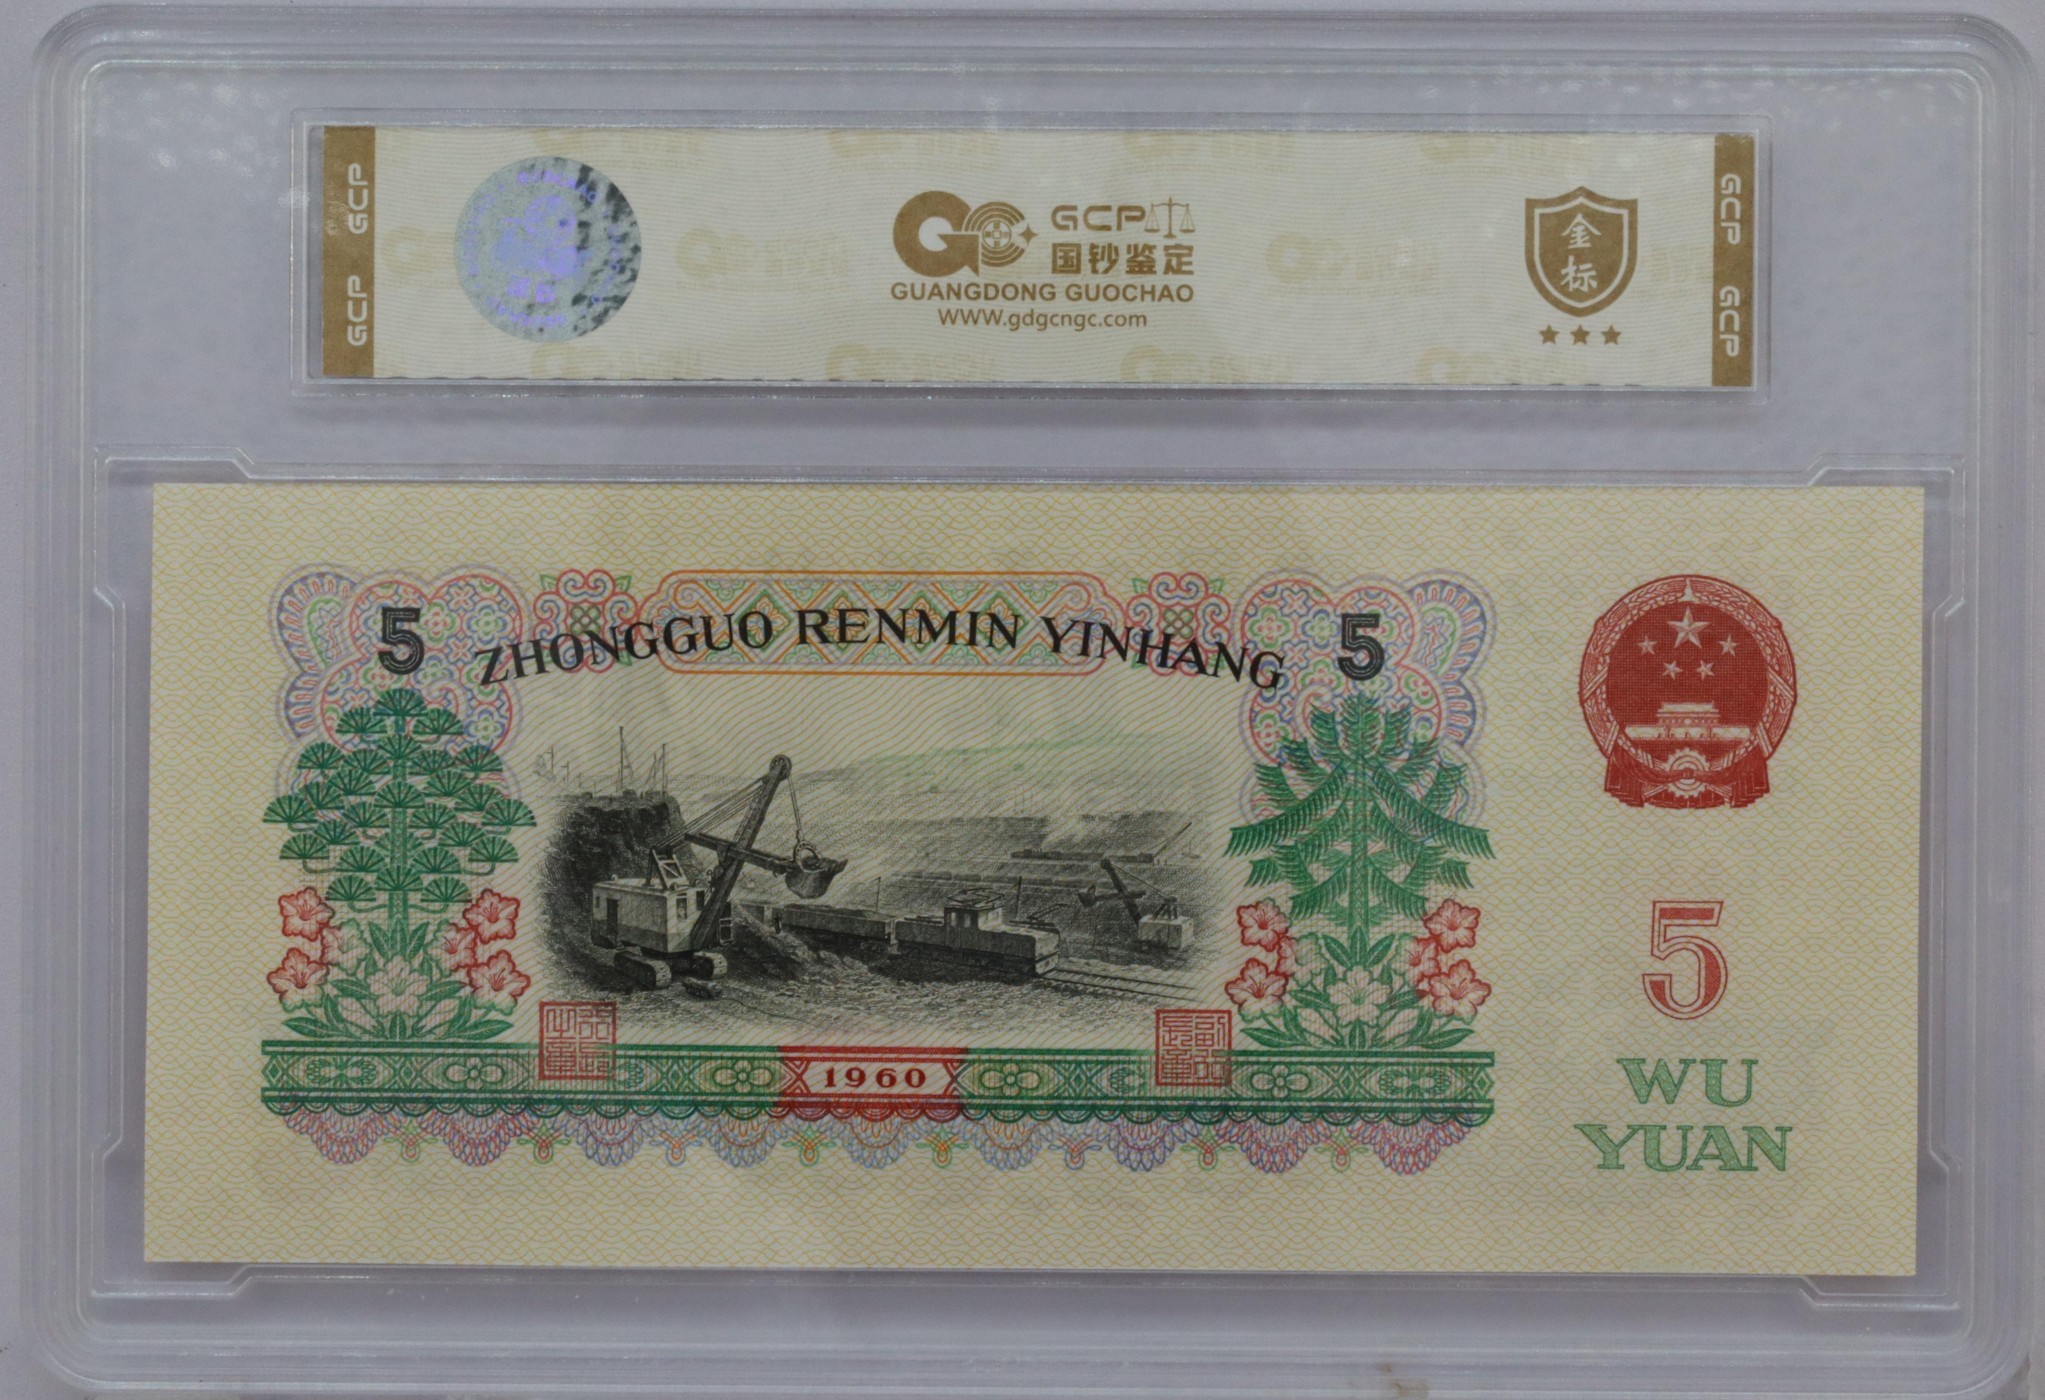 GCP
GCP
GCP
国钞鉴定
GUANGDONG GUOCHAO
WWW.gdgcngc.com
金
标
GCP
GCP
5
ZHONGGUO RENMIN YINHANG
5
5
WU
YUAN
1960